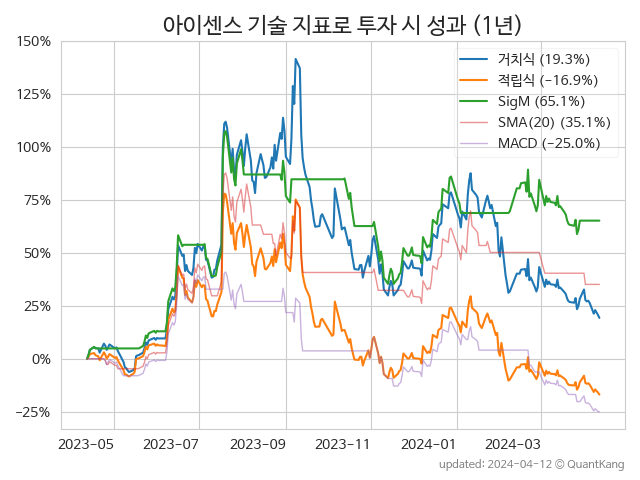 아이센스 기술 지표로 투자 시 성과 (1년)
150%
125%
100%
75%
50%
25%
0%
−25%
거치식 (19.3%)
적립식 (−16.9%)
SigM (65.1%)
SMA(20) (35.1%)
MACD (−25.0%)
2023-05 2023-07 2023-09 2023-11 2024-01 2024-03
updated: 2024-04-12 © QuantKang